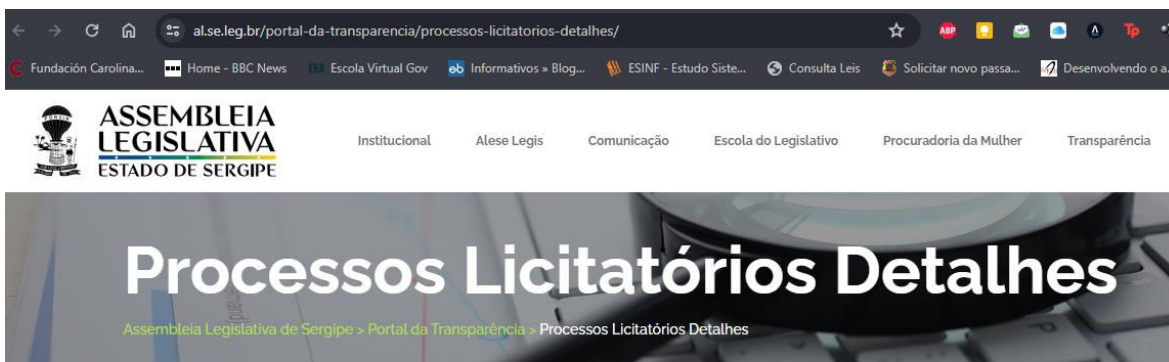 al.se.leg.br/portal-da-transparencia/processos-licitatorios-detalhes/
ABP
Tp
Fundación Carolina...
Home - BBC News
Escola Virtual Gov
eb Informativos » Blog...
ESINF - Estudo Siste...
Consulta Leis
Solicitar novo passa...
Desenvolvendo o a
ASSEMBLEIA
LEGISLATIVA
ESTADO DE SERGIPE
Institucional
Alese Legis
Comunicação
Escola do Legislativo
Procuradoria da Mulher
Transparência
Processos Licitatórios Detalhes
Assembleia Legislativa de Sergipe > Portal da Transparência > Processos Licitatórios Detalhes